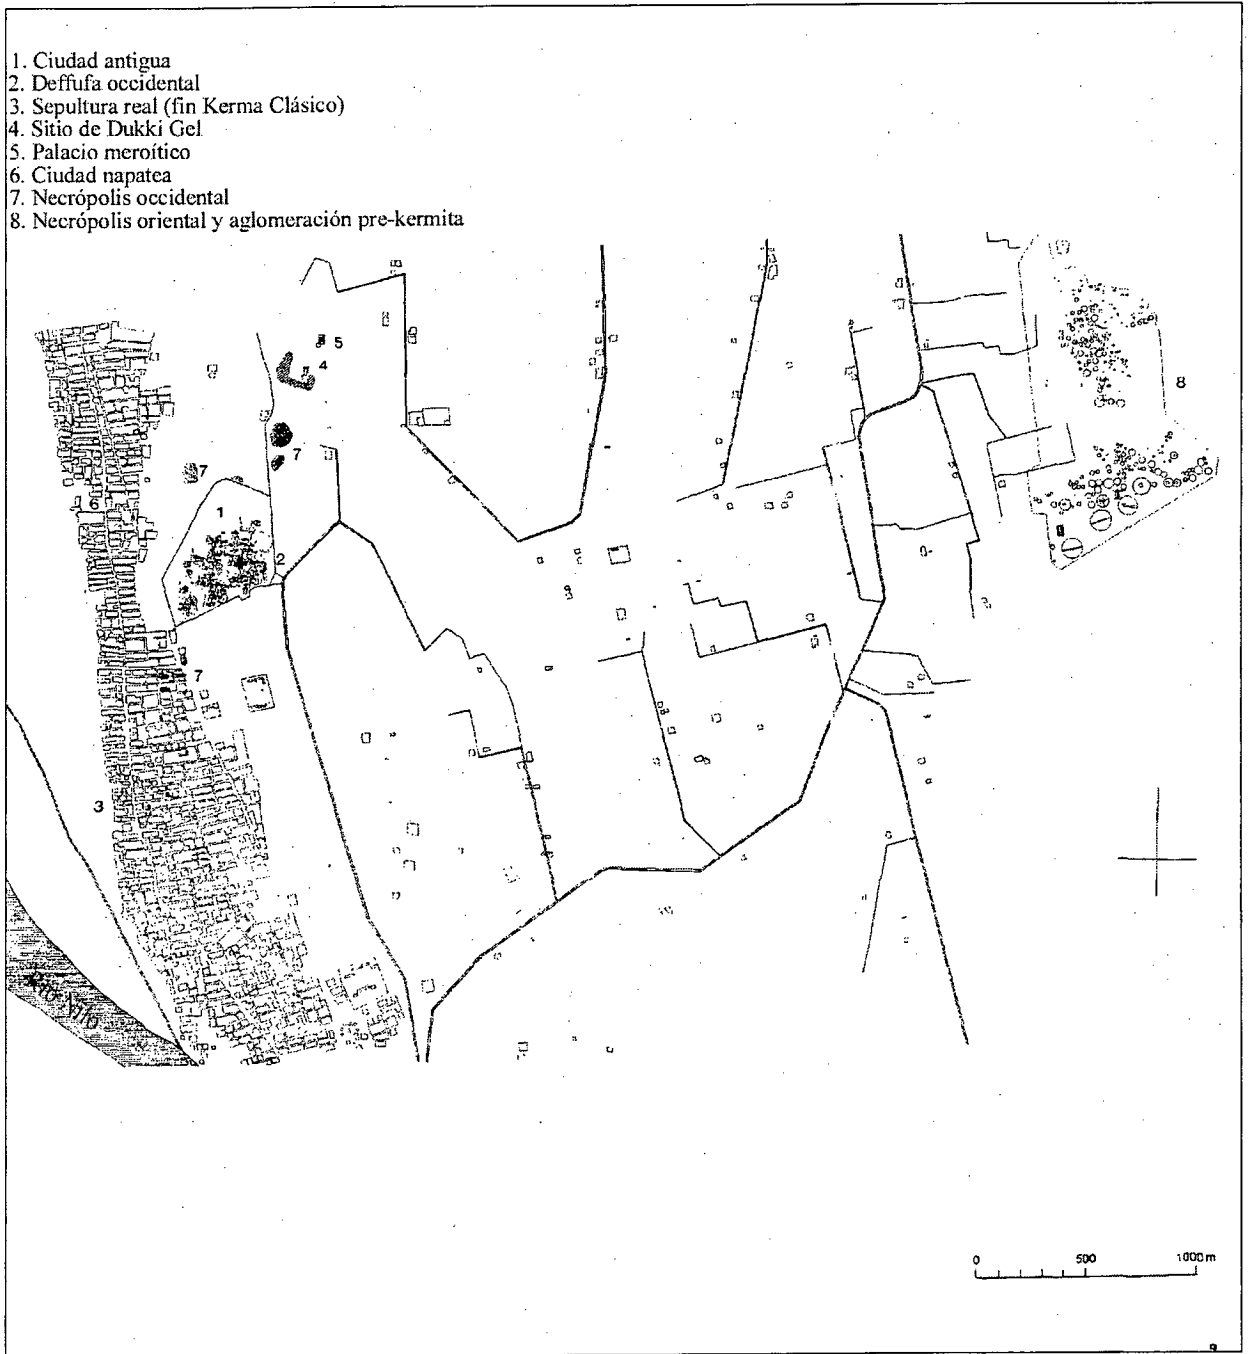 1. Ciudad antigua
2. Deffufa occidental
3. Sepultura real (fin Kerma Clásico)
4. Sitio de Dukki Gel
5. Palacio meroítico
6. Ciudad napatea
7. Necrópolis occidental
8. Necrópolis oriental y aglomeración pre-kermita
5
4
8
7
7
6
1
2
7
3
Río Nilo
0 500 1000 m
9